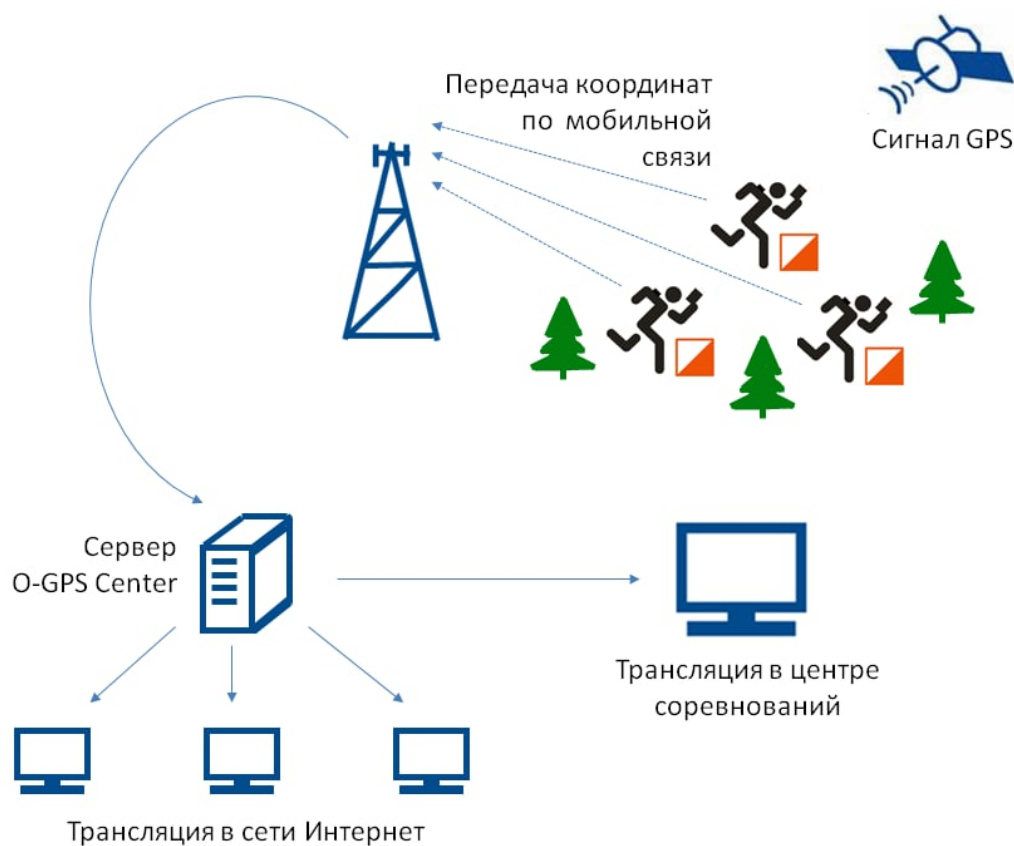 Передача координат
по мобильной
связи
Сигнал GPS
Сервер
O-GPS Center
Трансляция в центре
соревнований
Трансляция в сети Интернет